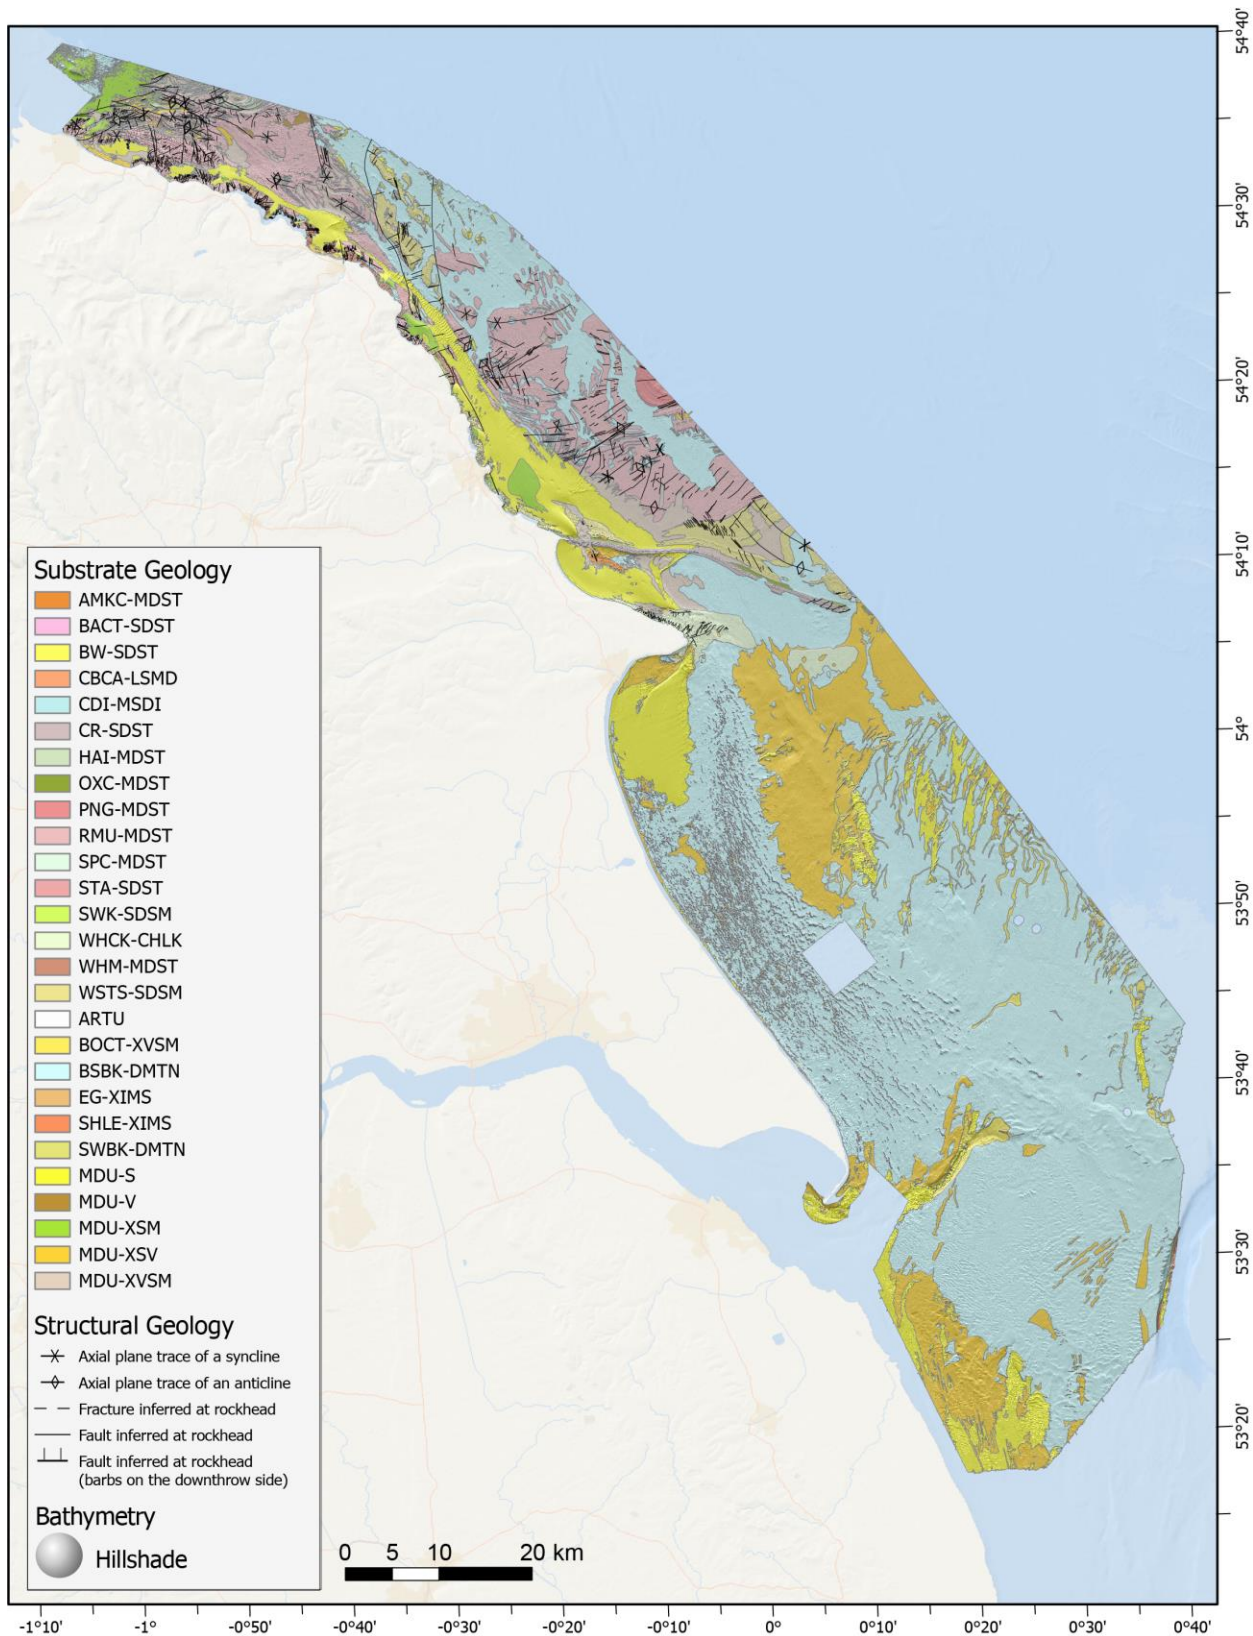 Substrate Geology
AMKC-MDST
BACT-SDST
BW-SDST
CBCA-LSMD
CDI-MSDI
CR-SDST
HAI-MDST
OXC-MDST
PNG-MDST
RMU-MDST
SPC-MDST
STA-SDST
SWK-SDSM
WHCK-CHLK
WHM-MDST
WSTS-SDSM
ARTU
BOCT-XVSM
BSBK-DMTN
EG-XIMS
SHLE-XIMS
SWBK-DMTN
MDU-S
MDU-V
MDU-XSM
MDU-XSV
MDU-XVSM
Structural Geology
Axial plane trace of a syncline
Axial plane trace of an anticline
Fracture inferred at rockhead
Fault inferred at rockhead
Fault inferred at rockhead
(barbs on the downthrow side)
Bathymetry
Hillshade
0 5 10 20 km
54°40'
54°30'
54°20'
54°10'
54°
53°50'
53°40'
53°30'
53°20'
-1°10' -1° -0°50' -0°40' -0°30' -0°20' -0°10' 0° 0°10' 0°20' 0°30' 0°40'